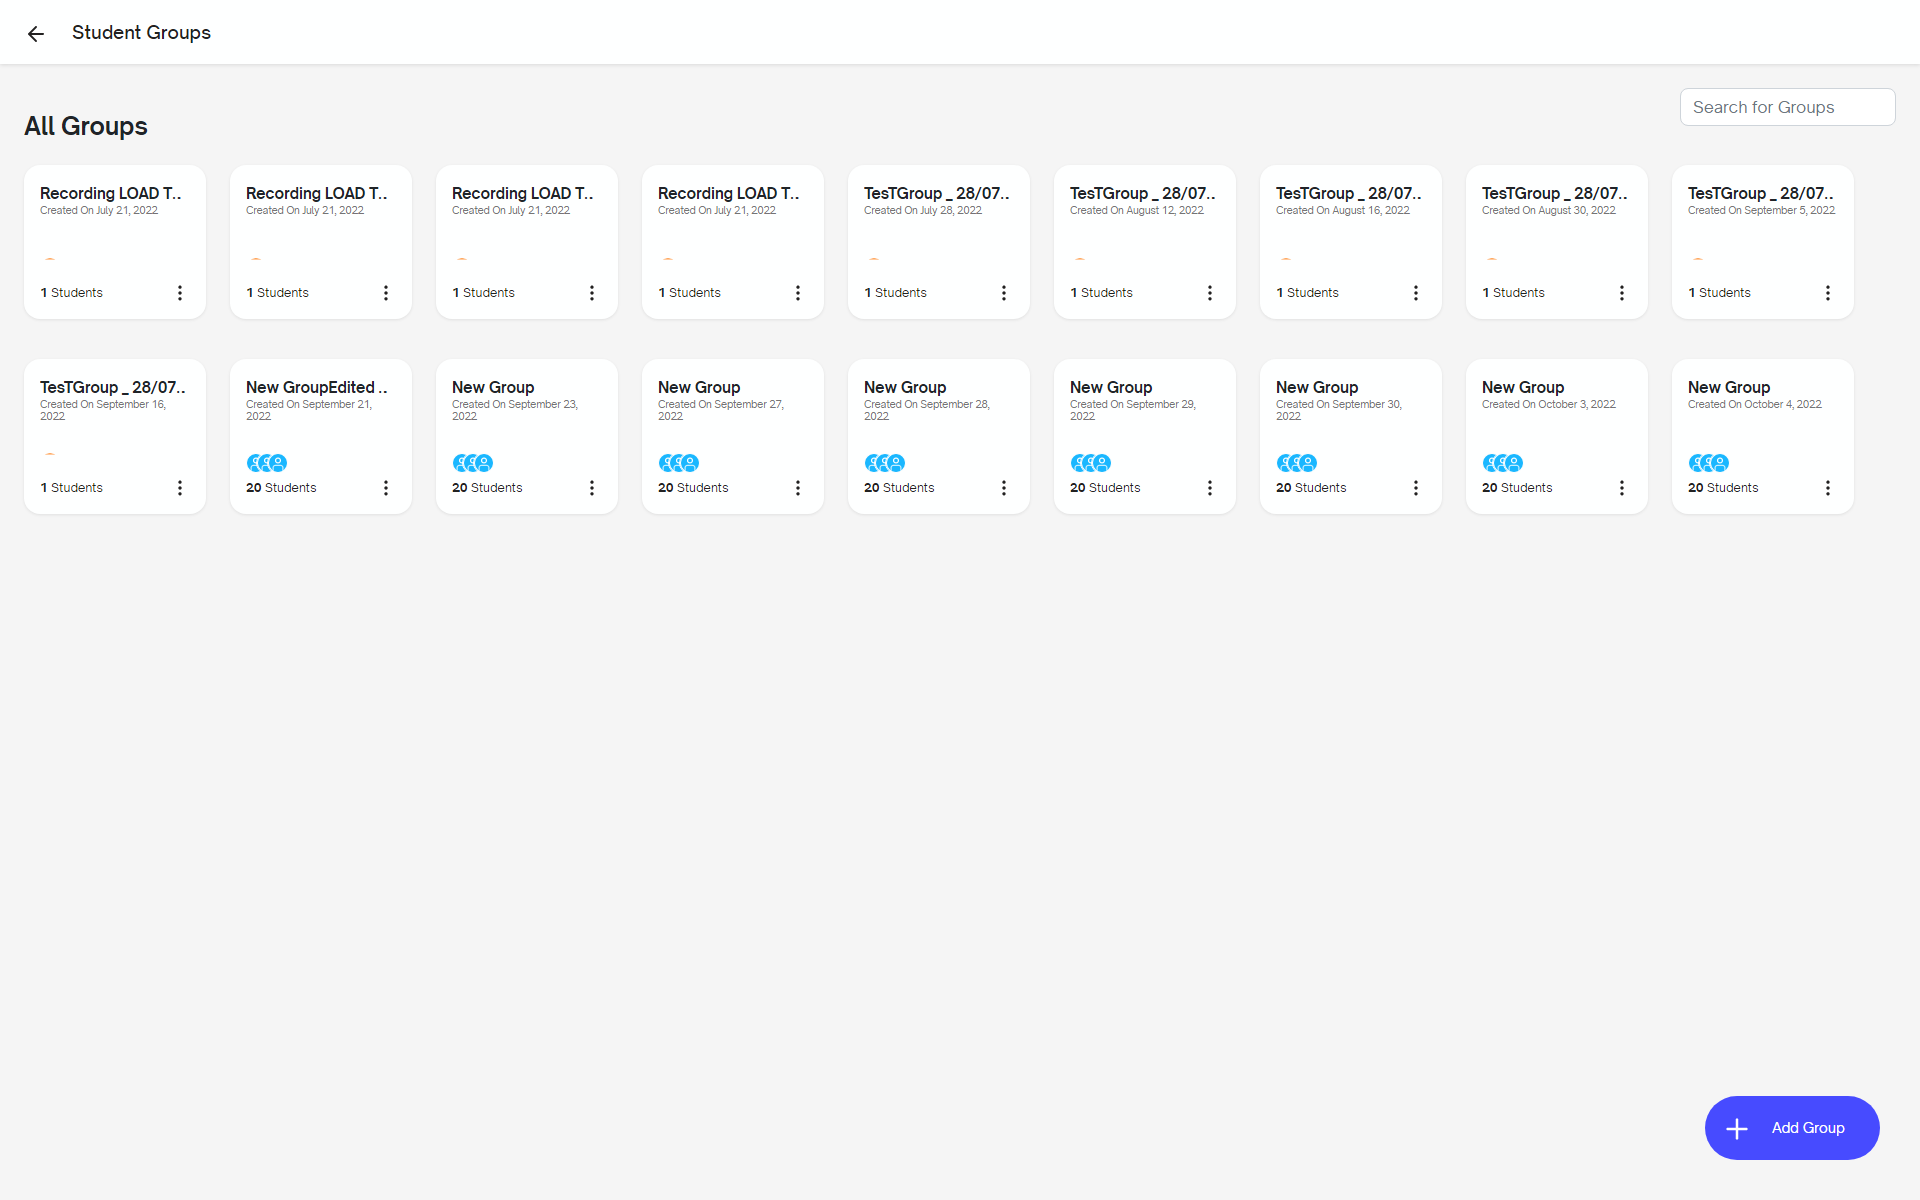 Student Groups
All Groups
Search for Groups
Recording LOAD T..
Created On July 21, 2022
1 Students
Recording LOAD T..
Created On July 21, 2022
1 Students
Recording LOAD T..
Created On July 21, 2022
1 Students
Recording LOAD T..
Created On July 21, 2022
1 Students
TesTGroup _ 28/07..
Created On July 28, 2022
1 Students
TesTGroup _ 28/07..
Created On August 12, 2022
1 Students
TesTGroup _ 28/07..
Created On August 16, 2022
1 Students
TesTGroup _ 28/07..
Created On August 30, 2022
1 Students
TesTGroup _ 28/07..
Created On September 5, 2022
1 Students
TesTGroup _ 28/07..
Created On September 16,
2022
1 Students
New GroupEdited ..
Created On September 21,
2022
20 Students
New Group
Created On September 23,
2022
20 Students
New Group
Created On September 27,
2022
20 Students
New Group
Created On September 28,
2022
20 Students
New Group
Created On September 29,
2022
20 Students
New Group
Created On September 30,
2022
20 Students
New Group
Created On October 3, 2022
20 Students
New Group
Created On October 4, 2022
20 Students
Add Group